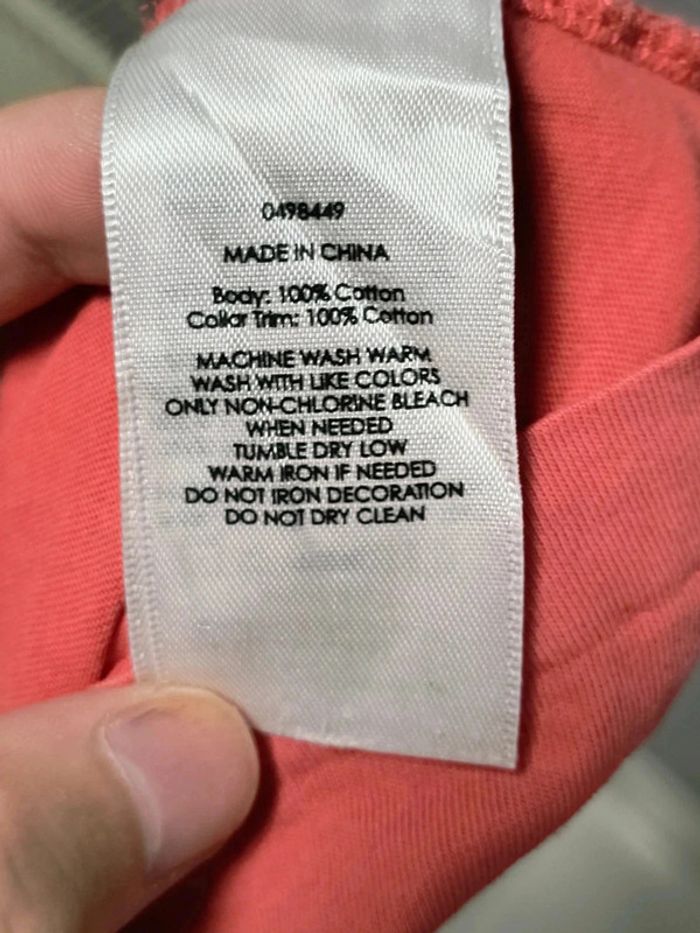 0498449
MADE IN CHINA
Body: 100% Cotton
Collar Trim: 100% Cotton
MACHINE WASH WARM
WASH WITH LIKE COLORS
ONLY NON-CHLORINE BLEACH
WHEN NEEDED
TUMBLE DRY LOW
WARM IRON IF NEEDED
DO NOT IRON DECORATION
DO NOT DRY CLEAN